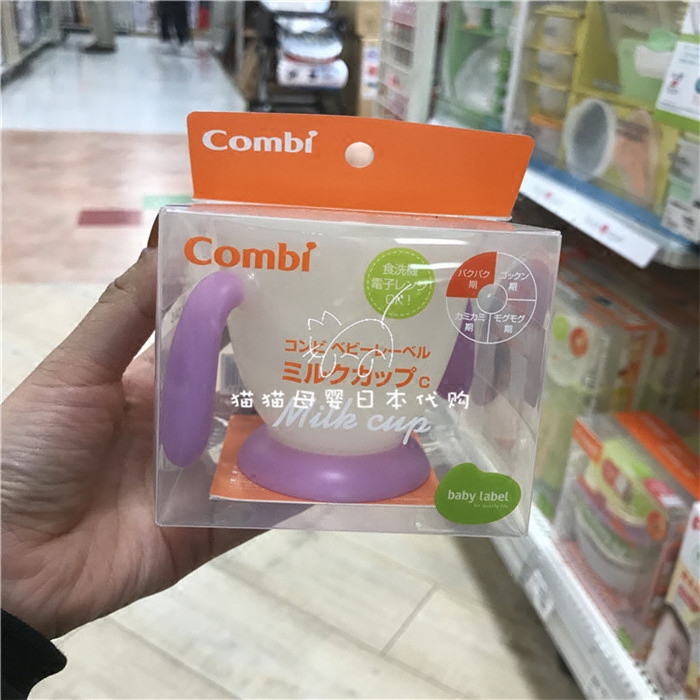 Combi
Combi
食洗機
電子レンジ
OK!
パクパク
期
ゴックン
期
カミカミ
期
モグモグ
期
コンビ ベビーレーベル
ミルクカップ C
猫猫母婴日本代购
Milk cup
baby label
for quality life